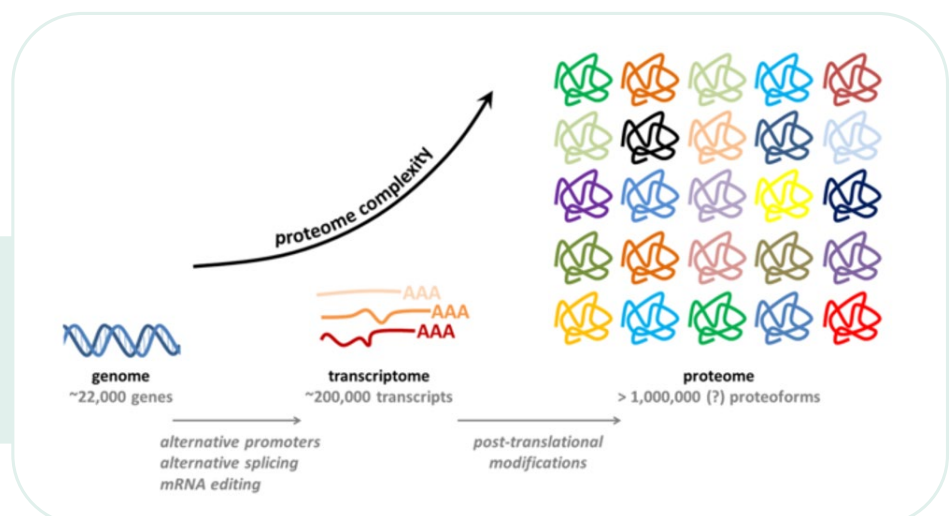 proteome complexity
AAA
AAA
AAA
genome
~22,000 genes
transcriptome
~200,000 transcripts
proteome
> 1,000,000 (?) proteoforms
alternative promoters
alternative splicing
mRNA editing
post-translational
modifications